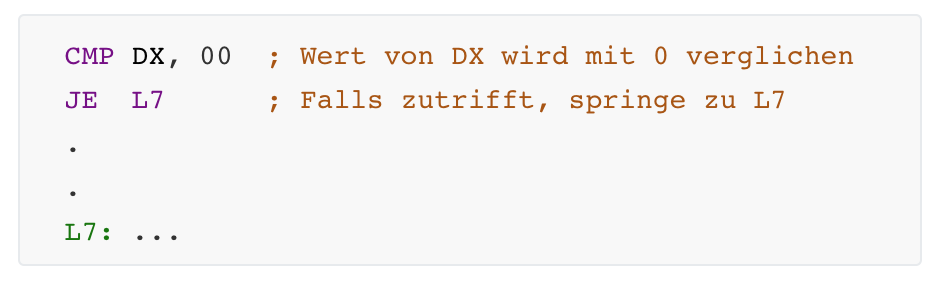 CMP DX, 00  ; Wert von DX wird mit 0 verglichen
JE  L7      ; Falls zutrifft, springe zu L7
.
.
L7: ...